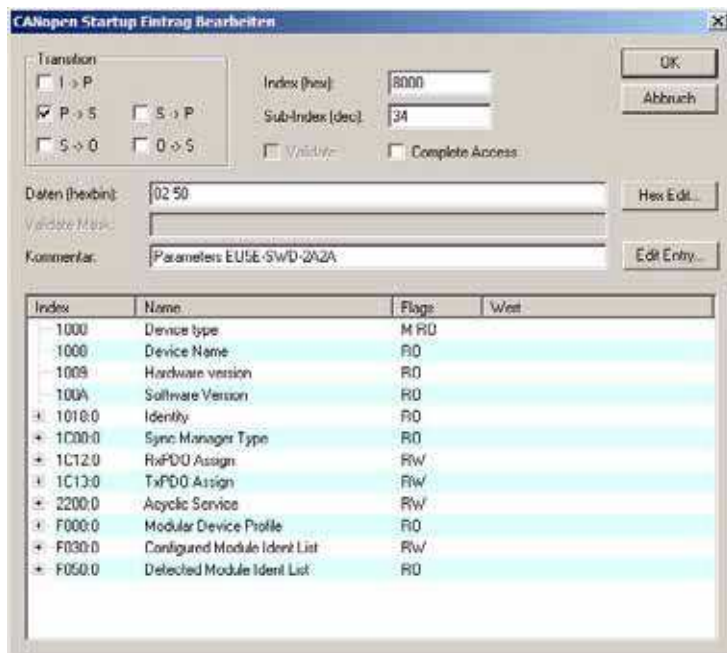 CANopen Startup Eintrag Bearbeiten
Transition
I -> P
P -> S
S -> P
S -> O
O -> S
Index (hex):
8000
Sub-Index (dec):
34
Validate
Complete Access
OK
Abbruch
Daten (hexbin):
02 50
Hex Edit...
Validate Mask:
Kommentar:
Parameters EU5E-SWD-2A2A
Edit Entry...
Index Name Flags Wert
1000 Device type M RO
1008 Device Name RO
1009 Hardware version RO
100A Software Version RO
1018:0 Identity RO
1C00:0 Sync Manager Type RO
1C12:0 RxPDO Assign RW
1C13:0 TxPDO Assign RW
2200:0 Acyclic Service RW
F000:0 Modular Device Profile RO
F030:0 Configured Module Ident List RW
F050:0 Detected Module Ident List RO